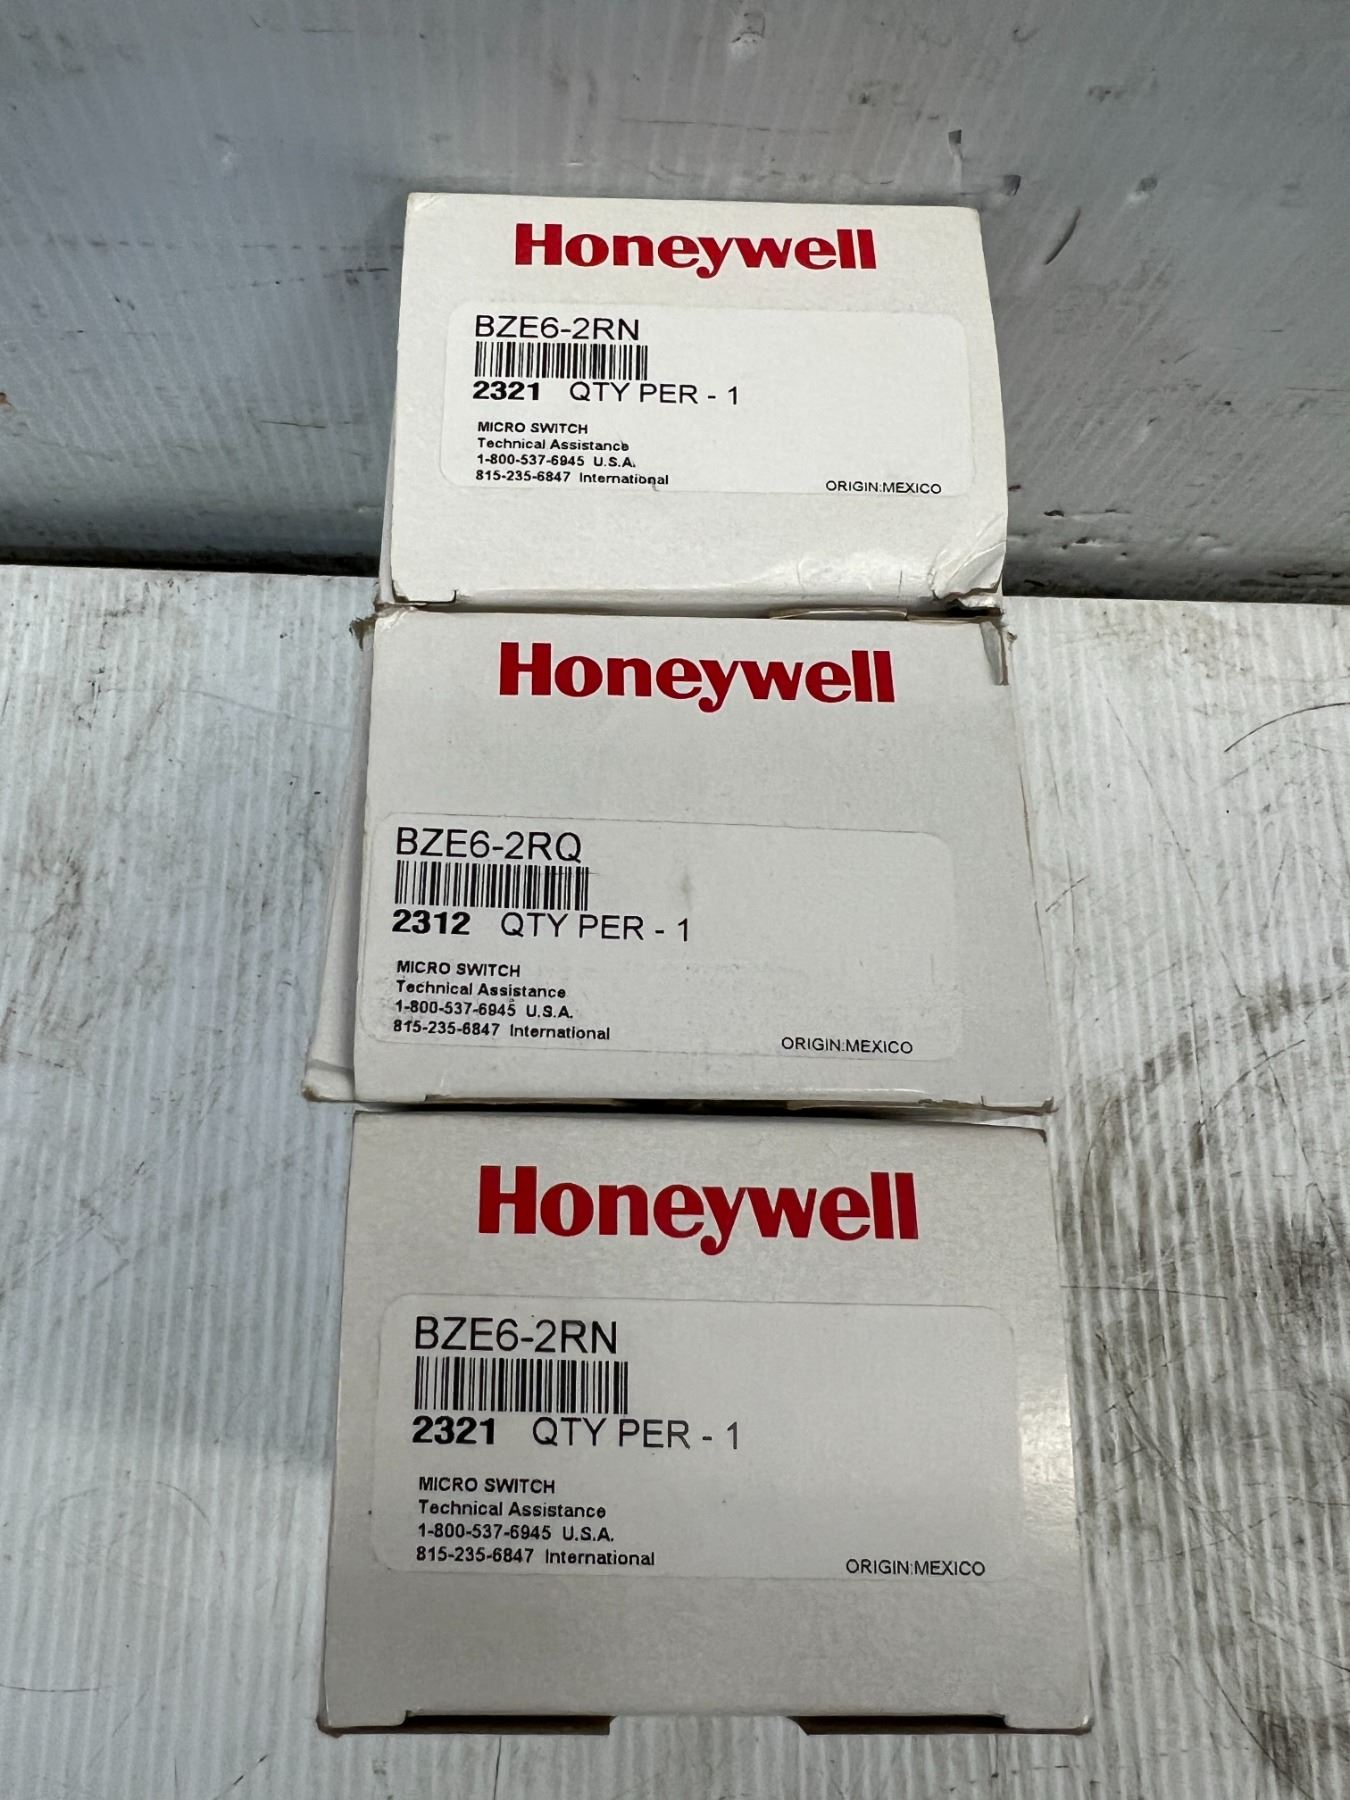 Honeywell
BZE6-2RN
2321 QTY PER - 1
MICRO SWITCH
Technical Assistance
1-800-537-6945 U.S.A.
815-235-6847 International
ORIGIN:MEXICO
Honeywell
BZE6-2RQ
2312 QTY PER - 1
MICRO SWITCH
Technical Assistance
1-800-537-6945 U.S.A.
815-235-6847 International
ORIGIN:MEXICO
Honeywell
BZE6-2RN
2321 QTY PER - 1
MICRO SWITCH
Technical Assistance
1-800-537-6945 U.S.A.
815-235-6847 International
ORIGIN:MEXICO